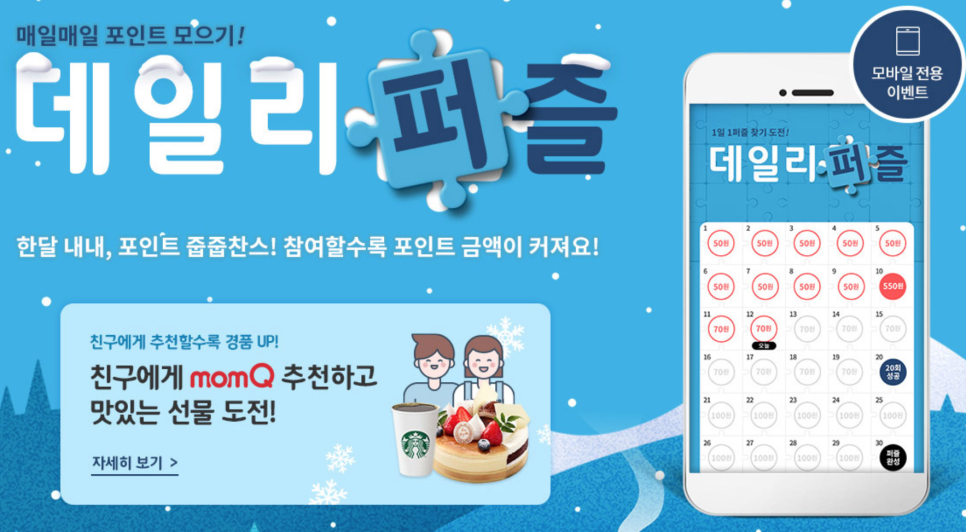 매일매일 포인트 모으기!
데일리 퍼즐
한달 내내, 포인트 줍줍찬스! 참여할수록 포인트 금액이 커져요!
친구에게 추천할수록 경품 UP!
친구에게 momQ 추천하고
맛있는 선물 도전!
자세히 보기 >
모바일 전용
이벤트
1일 1퍼즐 찾기 도전!
데일리 퍼즐
1 2 3 4 5
50원 50원 50원 50원 50원
6 7 8 9 10
50원 50원 50원 50원 550원
11 12 13 14 15
70원 70원 70원 70원 70원
오늘
16 17 18 19 20
70원 70원 70원 70원 20회
성공
21 22 23 24 25
100원 100원 100원 100원 100원
26 27 28 29 30
100원 100원 100원 100원 퍼즐
완성